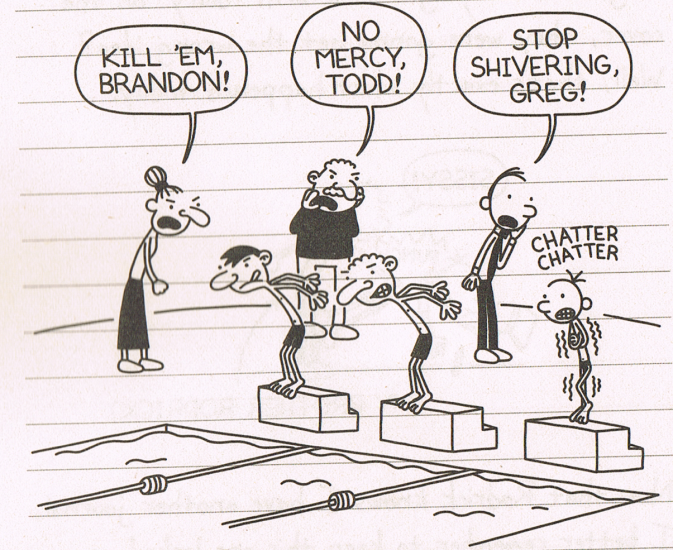 KILL 'EM,
BRANDON!
NO
MERCY,
TODD!
STOP
SHIVERING,
GREG!
CHATTER
CHATTER